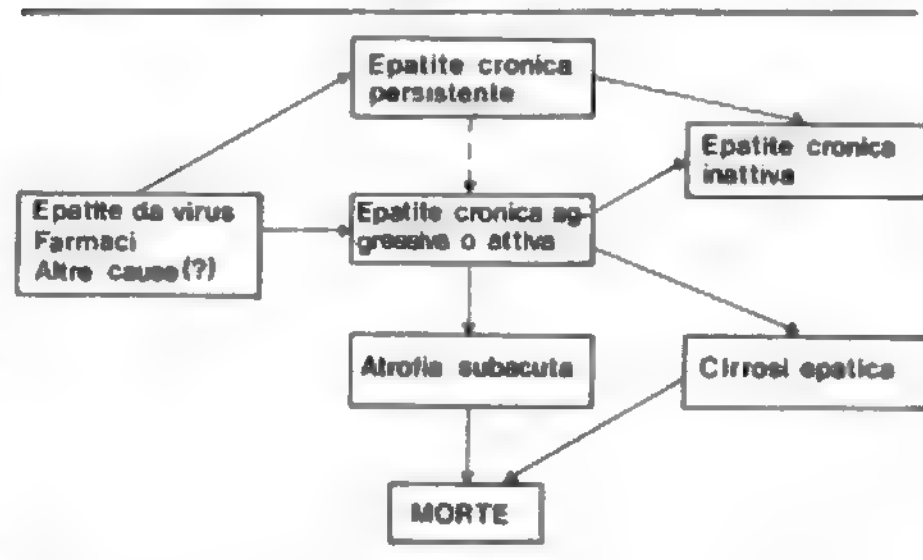 Epatite cronica
persistente
Epatite cronica
inattiva
Epatite da virus
Farmaci
Altre cause (?)
Epatite cronica ag-
gressiva o attiva
Atrofia subacuta
Cirrosi epatica
MORTE